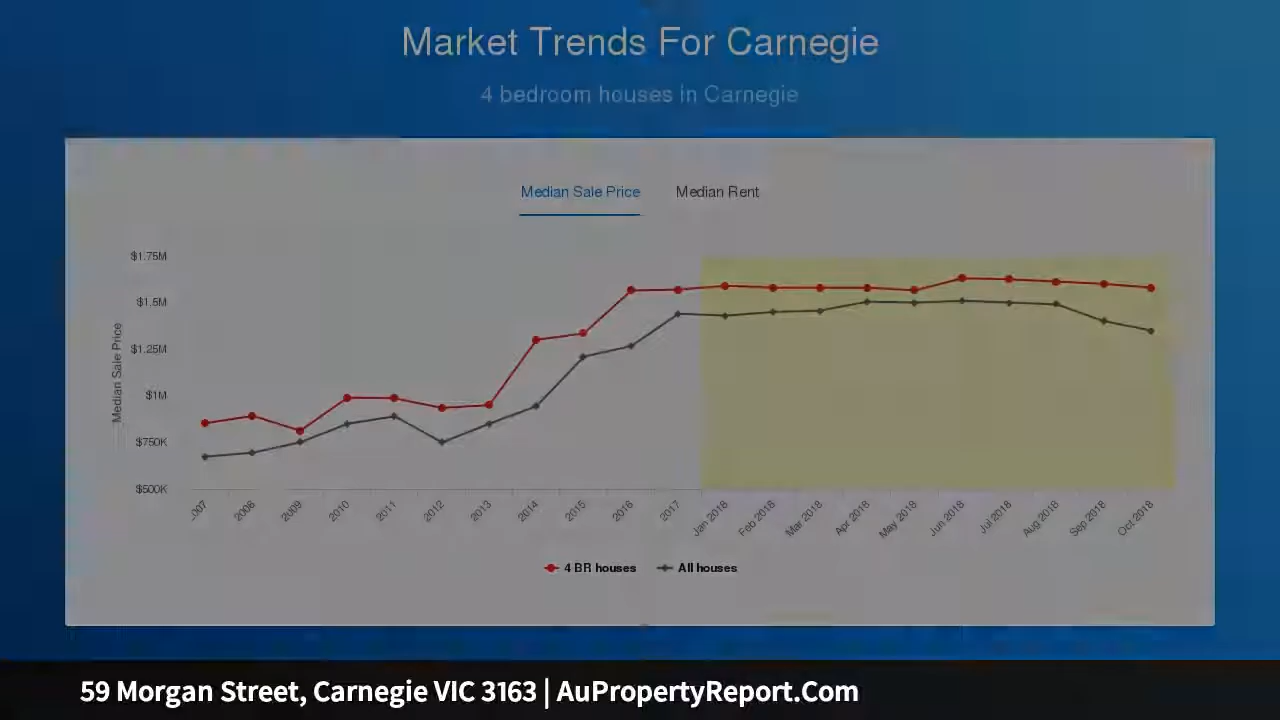 Market Trends For Carnegie
4 bedroom houses in Carnegie
Median Sale Price Median Rent
$1.75M
$1.5M
$1.25M
$1M
$750K
$500K
Median Sale Price
2008 2009 2010 2011 2012 2013 2014 2015 2016 2017 Jan 2018 Feb 2018 Mar 2018 Apr 2018 May 2018 Jun 2018 Jul 2018 Aug 2018 Sep 2018 Oct 2018
4 BR houses All houses
59 Morgan Street, Carnegie VIC 3163 | AuPropertyReport.Com